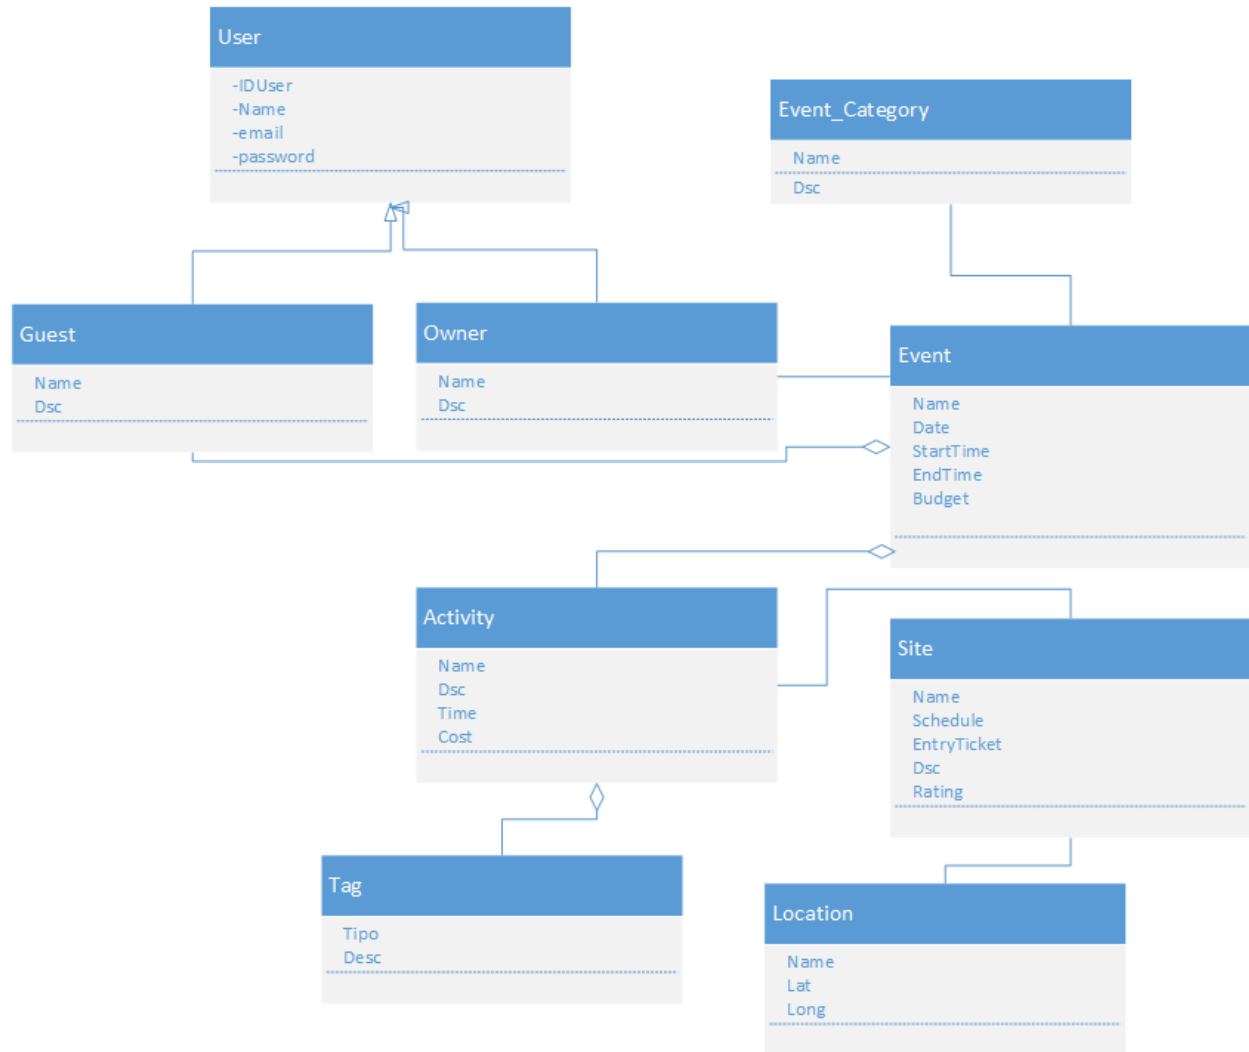 User
-IDUser
-Name
-email
-password
Event_Category
Name
Dsc
Guest
Name
Dsc
Owner
Name
Dsc
Event
Name
Date
StartTime
EndTime
Budget
Activity
Name
Dsc
Time
Cost
Site
Name
Schedule
EntryTicket
Dsc
Rating
Tag
Tipo
Desc
Location
Name
Lat
Long